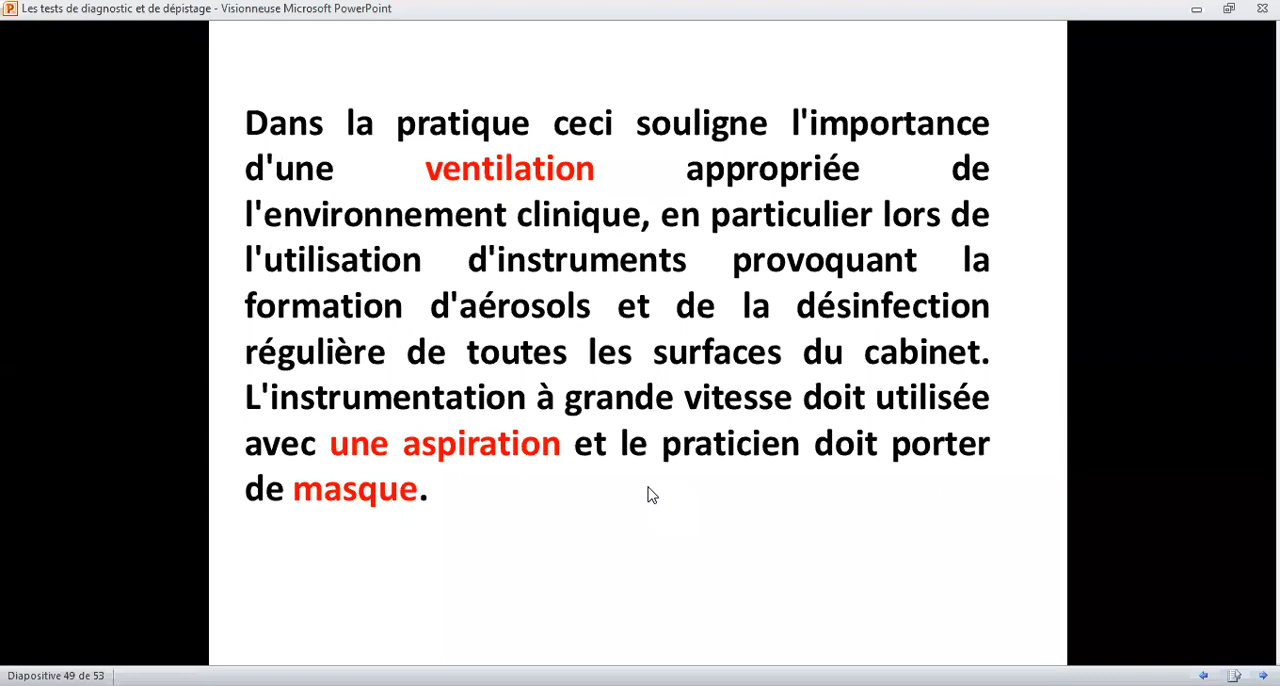 Les tests de diagnostic et de dépistage - Visionneuse Microsoft PowerPoint
Dans la pratique ceci souligne l'importance
d'une ventilation appropriée de
l'environnement clinique, en particulier lors de
l'utilisation d'instruments provoquant la
formation d'aérosols et de la désinfection
régulière de toutes les surfaces du cabinet.
L'instrumentation à grande vitesse doit utilisée
avec une aspiration et le praticien doit porter
de masque.
Diapositive 49 de 53